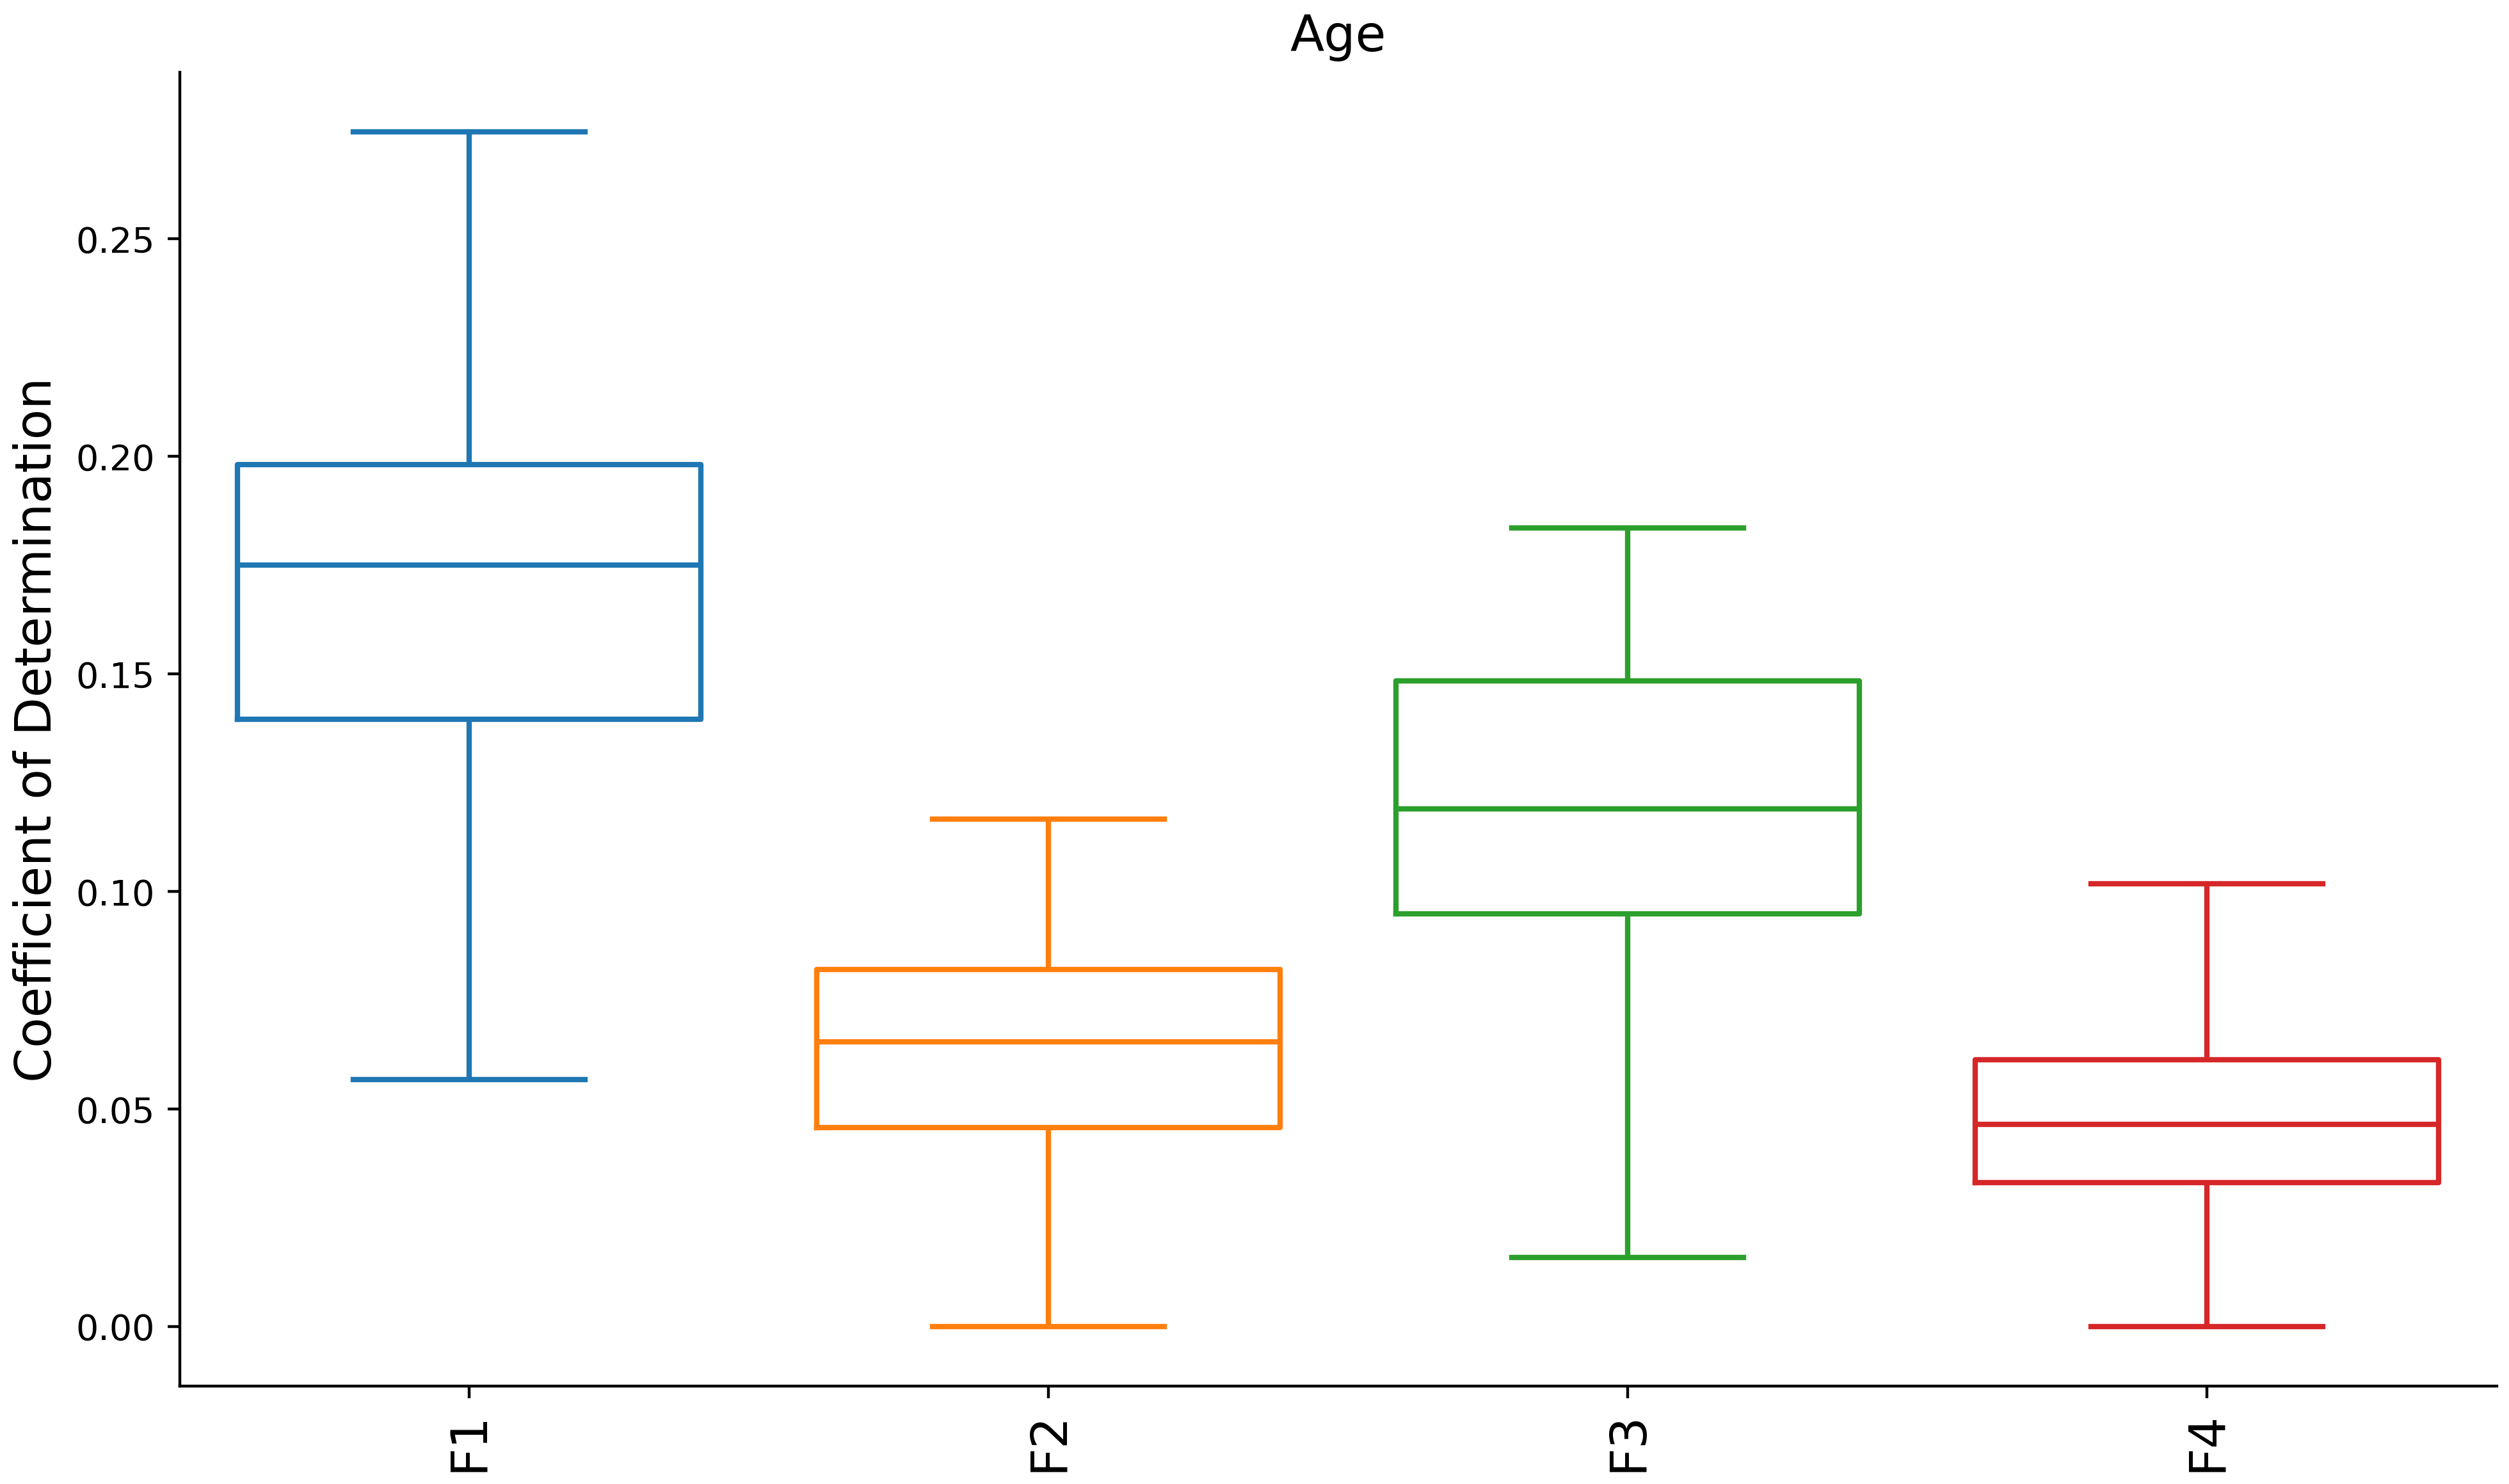 Age
Coefficient of Determination
0.25
0.20
0.15
0.10
0.05
0.00
F1
F2
F3
F4